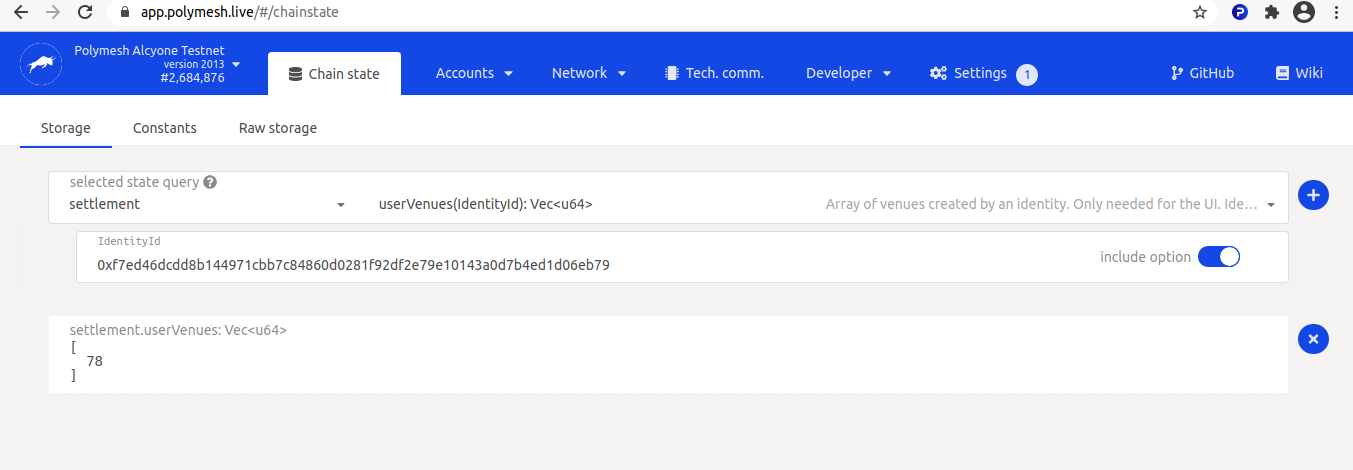 app.polymesh.live/#/chainstate
Polymesh Alcyone Testnet
version 2013
#2,684,876
Chain state
Accounts
Network
Tech. comm.
Developer
Settings
1
GitHub
Wiki
Storage
Constants
Raw storage
selected state query ?
settlement
userVenues(IdentityId): Vec<u64>
Array of venues created by an identity. Only needed for the UI. Ide…
IdentityId
0xf7ed46dcdd8b144971cbb7c84860d0281f92df2e79e10143a0d7b4ed1d06eb79
include option
settlement.userVenues: Vec<u64>
[
78
]